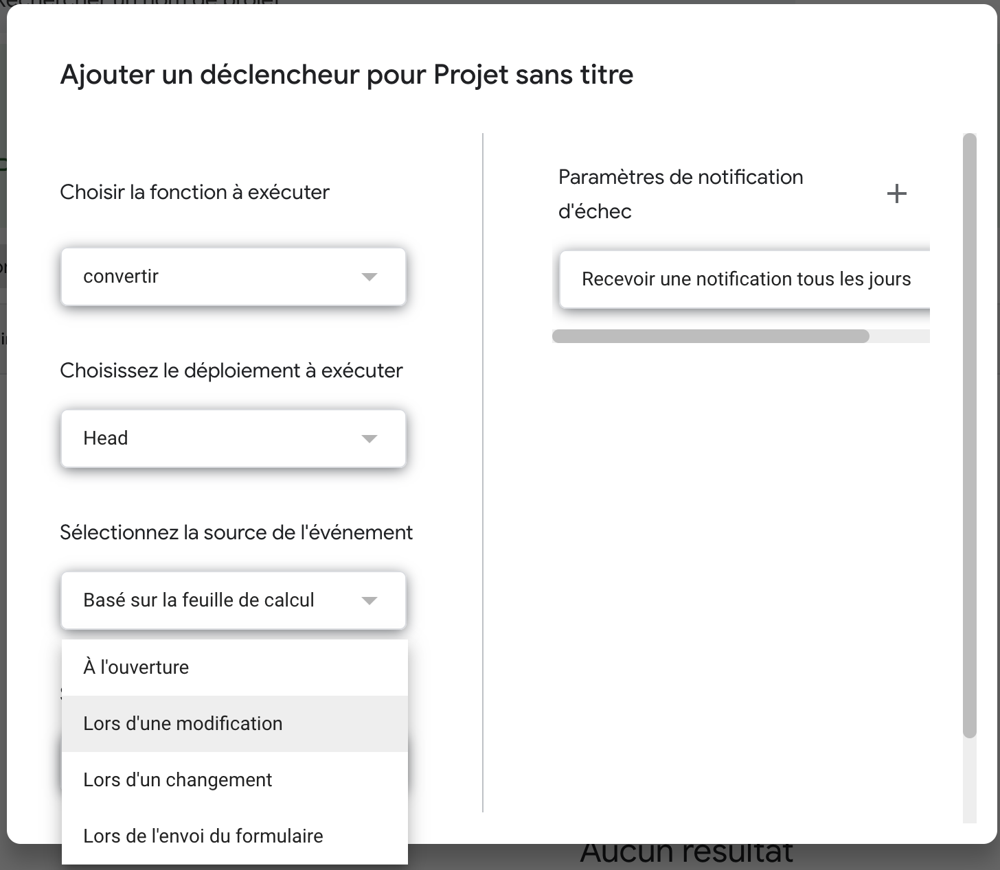 Ajouter un déclencheur pour Projet sans titre
Choisir la fonction à exécuter
convertir
Choisissez le déploiement à exécuter
Head
Sélectionnez la source de l'événement
Basé sur la feuille de calcul
À l'ouverture
Lors d'une modification
Lors d'un changement
Lors de l'envoi du formulaire
Paramètres de notification
d'échec
Recevoir une notification tous les jours
Aucun résultat